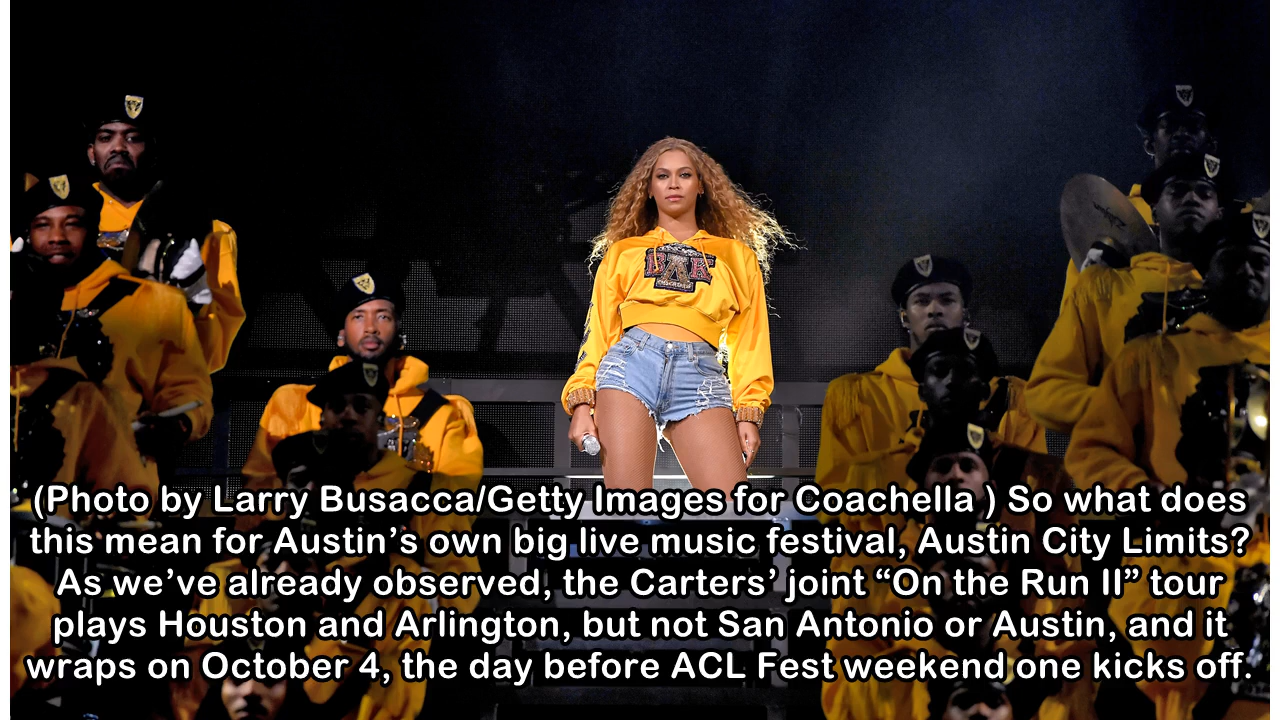 BAK
(Photo by Larry Busacca/Getty Images for Coachella ) So what does
this mean for Austin’s own big live music festival, Austin City Limits?
As we’ve already observed, the Carters’ joint “On the Run II” tour
plays Houston and Arlington, but not San Antonio or Austin, and it
wraps on October 4, the day before ACL Fest weekend one kicks off.